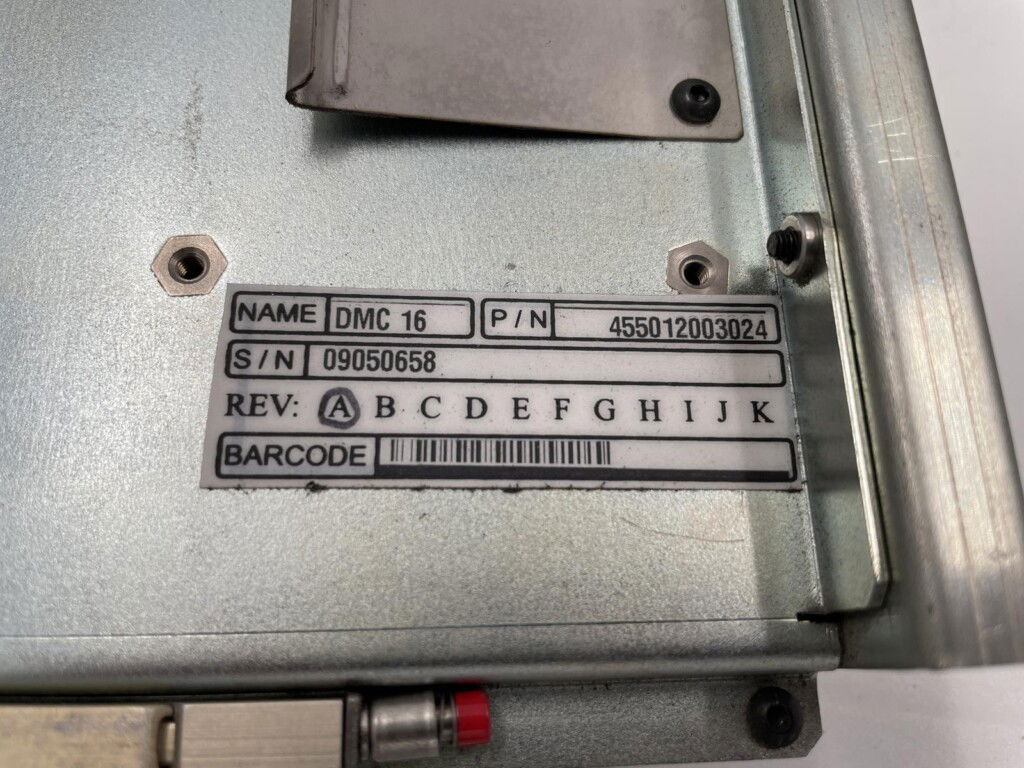 NAME DMC 16 P/N 455012003024
S/N 09050658
REV: A B C D E F G H I J K
BARCODE